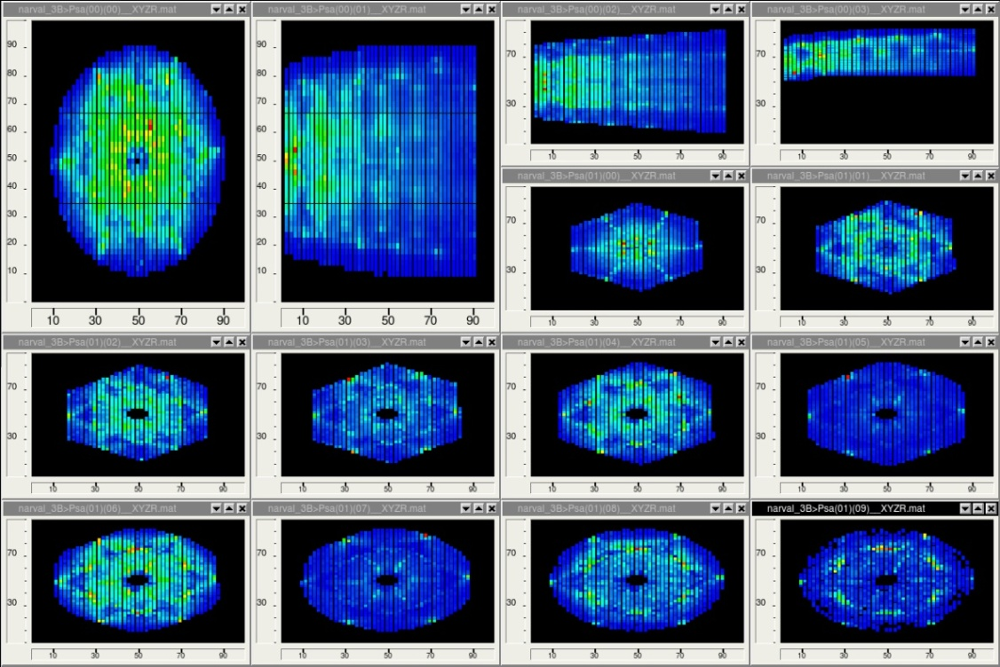 narval_3B>Psa(00)(00)__XYZR.mat
90
80
70
60
50
40
30
20
10
10 30 50 70 90
narval_3B>Psa(00)(01)__XYZR.mat
90
80
70
60
50
40
30
20
10
10 30 50 70 90
narval_3B>Psa(00)(02)__XYZR.mat
70
30
10 30 50 70 90
narval_3B>Psa(00)(03)__XYZR.mat
70
30
10 30 50 70 90
narval_3B>Psa(01)(00)__XYZR.mat
70
30
10 30 50 70 90
narval_3B>Psa(01)(01)__XYZR.mat
70
30
10 30 50 70 90
narval_3B>Psa(01)(02)__XYZR.mat
70
30
10 30 50 70 90
narval_3B>Psa(01)(03)__XYZR.mat
70
30
10 30 50 70 90
narval_3B>Psa(01)(04)__XYZR.mat
70
30
10 30 50 70 90
narval_3B>Psa(01)(05)__XYZR.mat
70
30
10 30 50 70 90
narval_3B>Psa(01)(06)__XYZR.mat
70
30
10 30 50 70 90
narval_3B>Psa(01)(07)__XYZR.mat
70
30
10 30 50 70 90
narval_3B>Psa(01)(08)__XYZR.mat
70
30
10 30 50 70 90
narval_3B>Psa(01)(09)__XYZR.mat
70
30
10 30 50 70 90